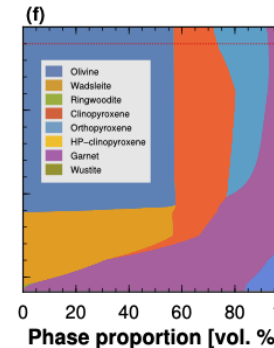 (f)
Olivine
Wadsleite
Ringwoodite
Clinopyroxene
Orthopyroxene
HP-clinopyroxene
Garnet
Wustite
0 20 40 60 80
Phase proportion [vol. %